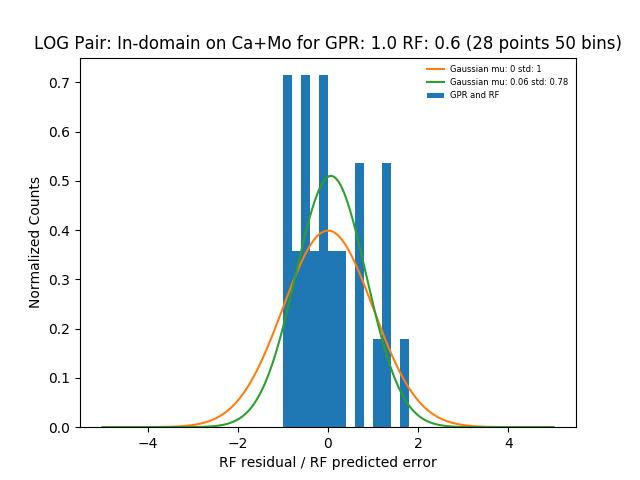 LOG Pair: In-domain on Ca+Mo for GPR: 1.0 RF: 0.6 (28 points 50 bins)
Gaussian mu: 0 std: 1
Gaussian mu: 0.06 std: 0.78
GPR and RF
Normalized Counts
0.7
0.6
0.5
0.4
0.3
0.2
0.1
0.0
−4 −2 0 2 4
RF residual / RF predicted error